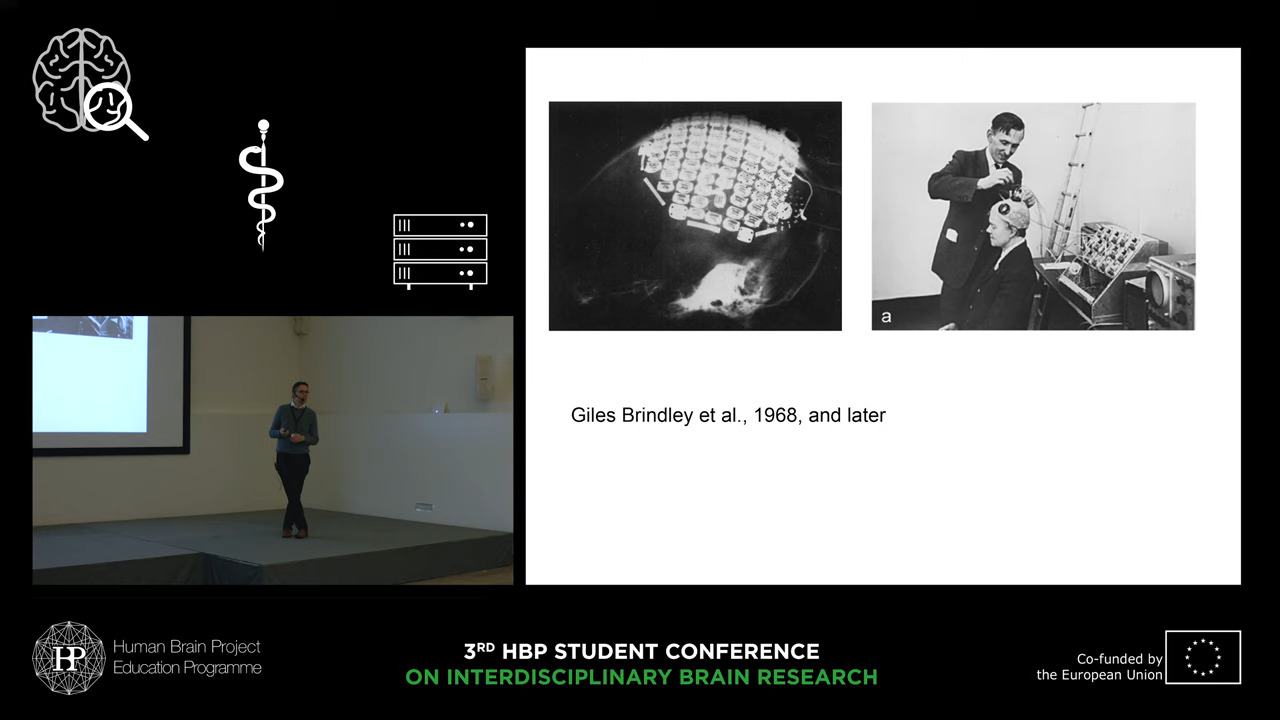 a
Giles Brindley et al., 1968, and later
HP
Human Brain Project
Education Programme
3RD HBP STUDENT CONFERENCE
ON INTERDISCIPLINARY BRAIN RESEARCH
Co-funded by
the European Union